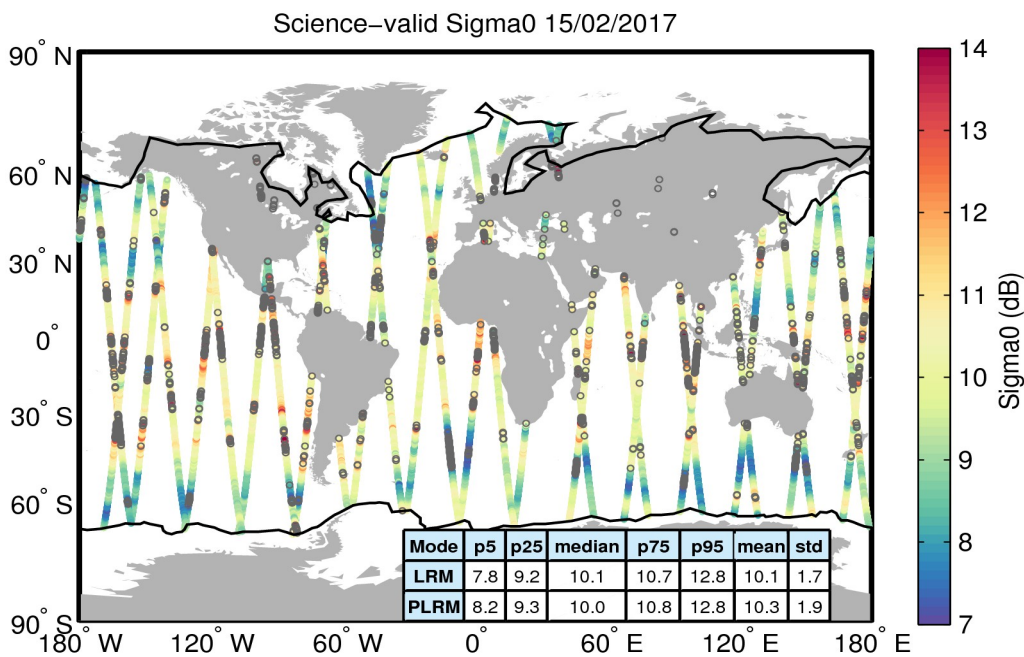 Science−valid Sigma0 15/02/2017
90° N
60° N
30° N
0°
30° S
60° S
90° S
180° W
120° W
60° W
0°
60° E
120° E
180° E
14
13
12
11
10
9
8
7
Sigma0 (dB)
Mode p5 p25 median p75 p95 mean std
LRM 7.8 9.2 10.1 10.7 12.8 10.1 1.7
PLRM 8.2 9.3 10.0 10.8 12.8 10.3 1.9